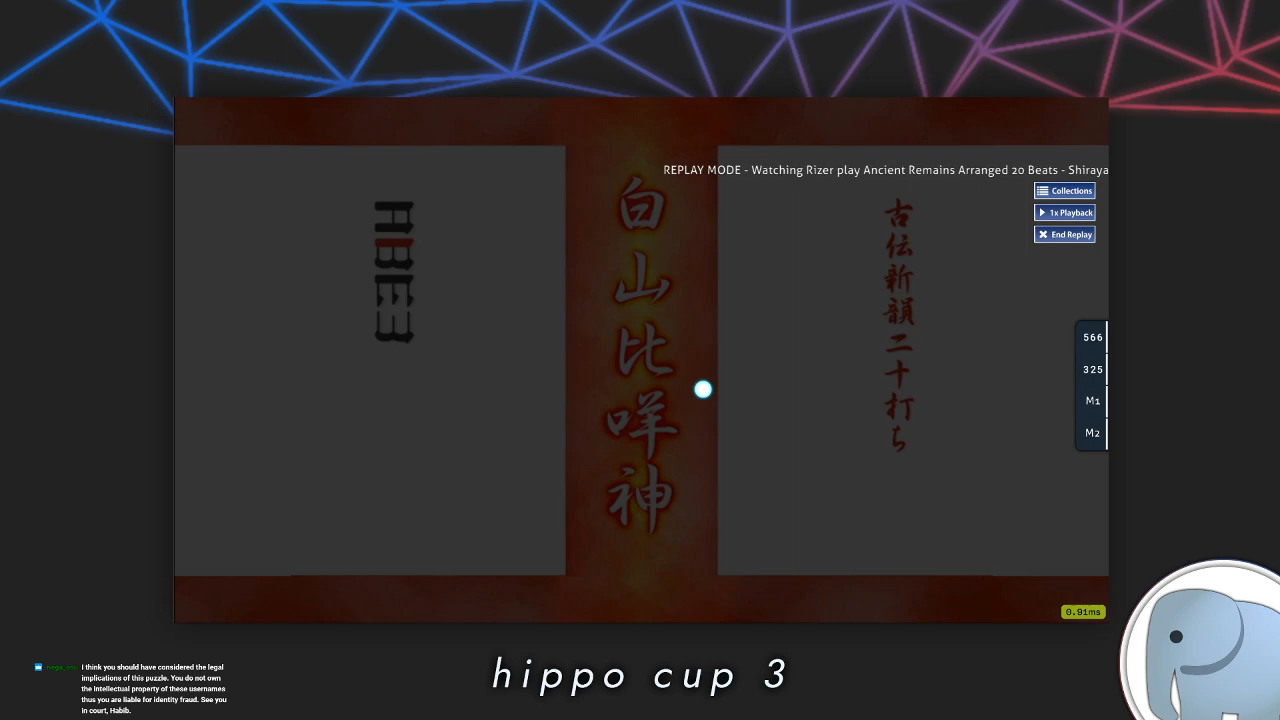 REPLAY MODE - Watching Rizer play Ancient Remains Arranged 20 Beats - Shiraya
Collections
1x Playback
End Replay
白山比咩神
古伝新韻二十打ち
566
325
M1
M2
0.91ms
hippo cup 3
I think you should have considered the legal
implications of this puzzle. You do not own
the intellectual property of these usernames
thus you are liable for identity fraud. See you
in court, Habib.